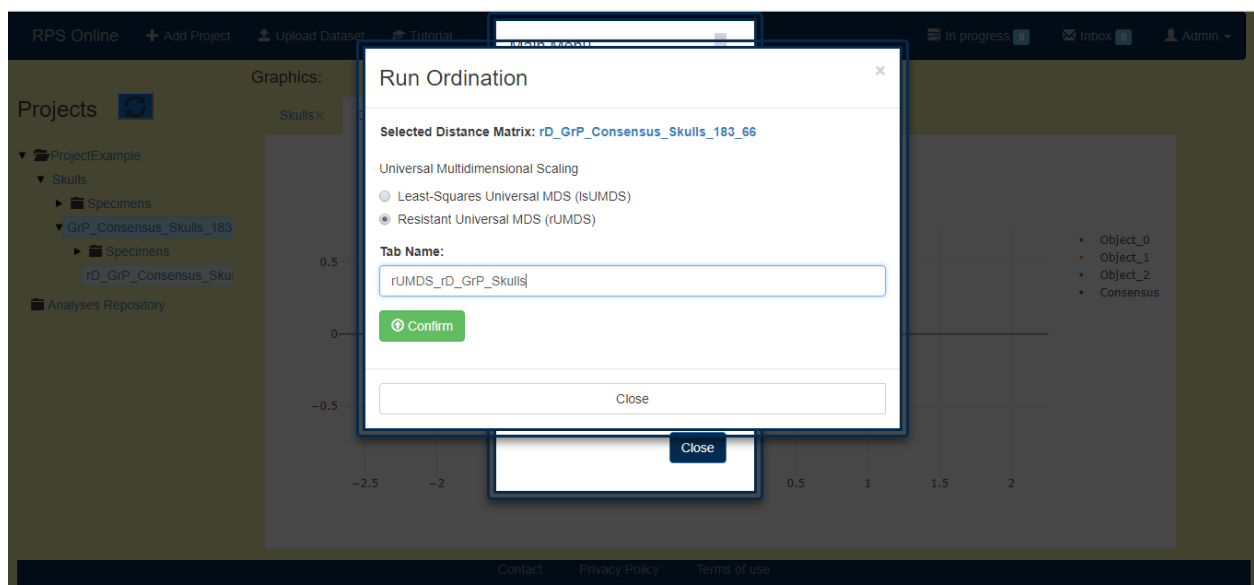 RPS Online
Add Project
Upload Dataset
Tutorial
Main Menu
In progress 0
Inbox 0
Admin
Graphics:
Projects
Skulls×
ProjectExample
Skulls
Specimens
GrP_Consensus_Skulls_183
Specimens
rD_GrP_Consensus_Skul
Analyses Repository
Run Ordination
×
Selected Distance Matrix: rD_GrP_Consensus_Skulls_183_66
Universal Multidimensional Scaling
Least-Squares Universal MDS (lsUMDS)
Resistant Universal MDS (rUMDS)
Tab Name:
rUMDS_rD_GrP_Skulls
Confirm
Close
Close
Object_0
Object_1
Object_2
Consensus
0.5
0
−0.5
−2.5 −2 0.5 1 1.5 2
Contact Privacy Policy Terms of use